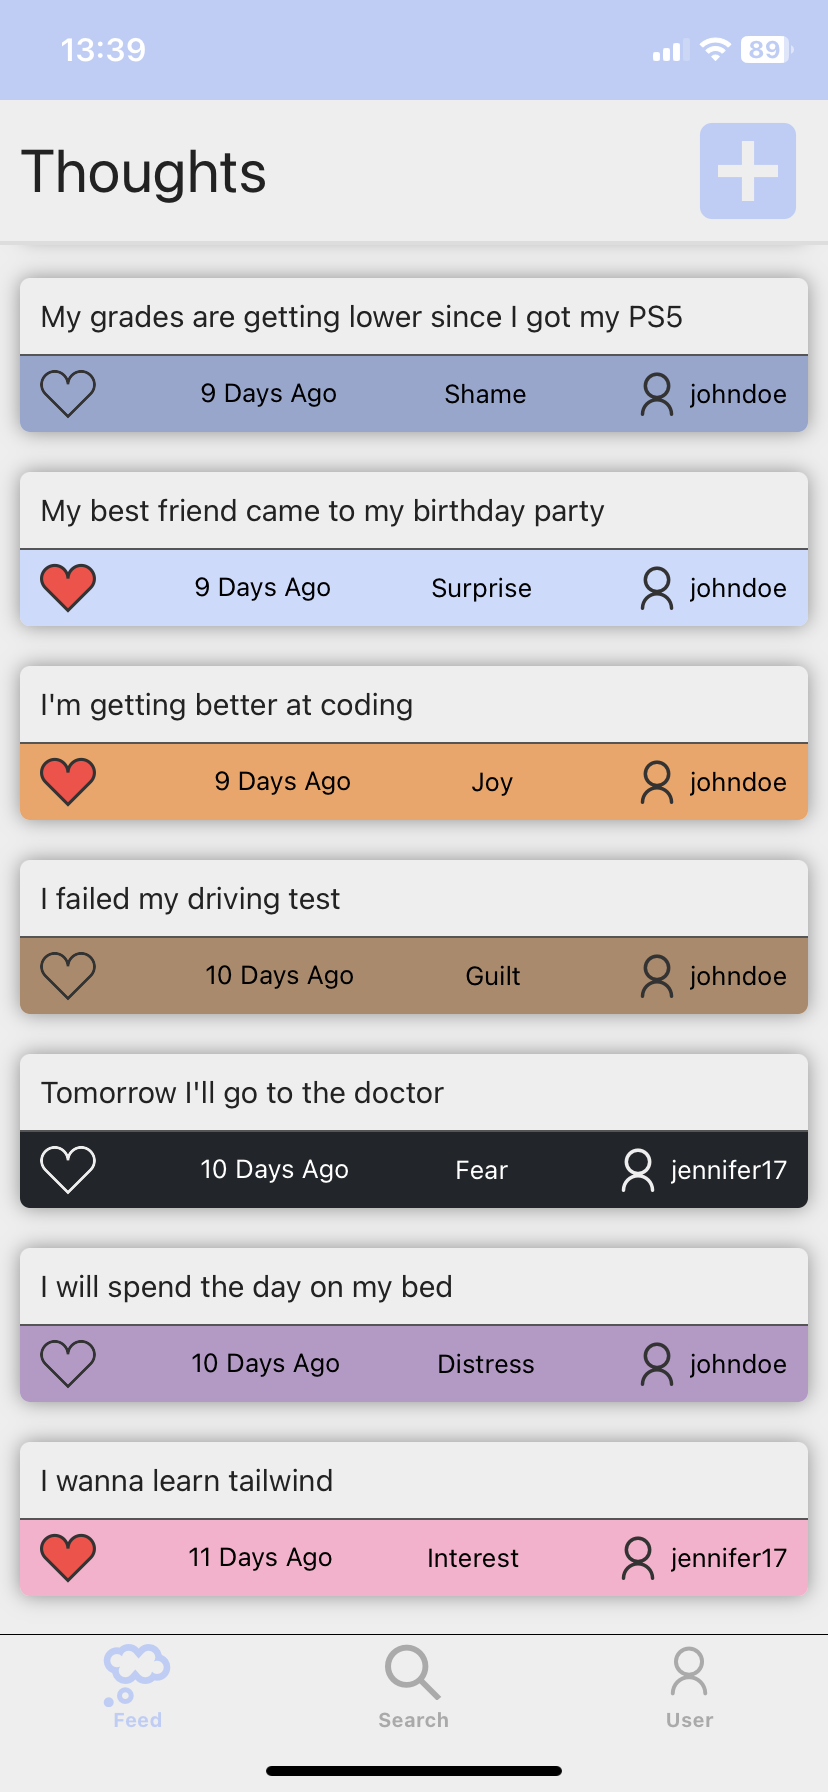 13:39 89
Thoughts
My grades are getting lower since I got my PS5
9 Days Ago Shame johndoe
My best friend came to my birthday party
9 Days Ago Surprise johndoe
I'm getting better at coding
9 Days Ago Joy johndoe
I failed my driving test
10 Days Ago Guilt johndoe
Tomorrow I'll go to the doctor
10 Days Ago Fear jennifer17
I will spend the day on my bed
10 Days Ago Distress johndoe
I wanna learn tailwind
11 Days Ago Interest jennifer17
Feed Search User